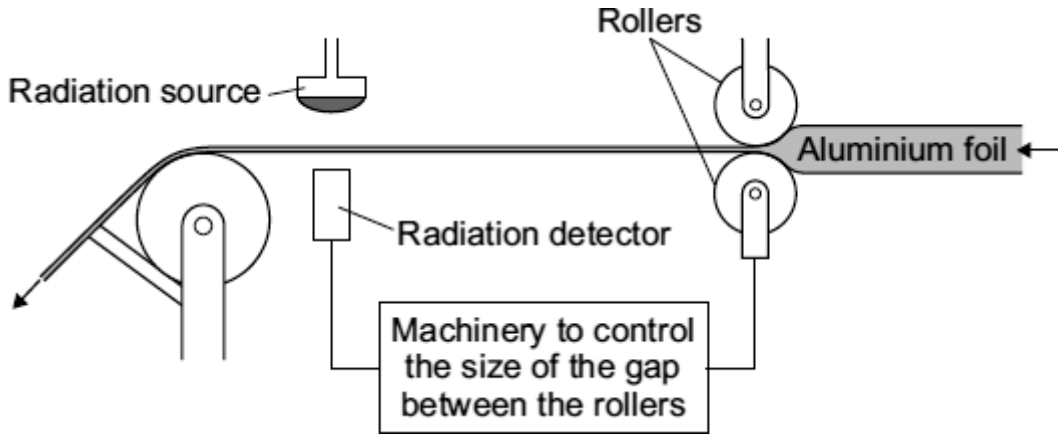 Rollers
Radiation source
Aluminium foil
Radiation detector
Machinery to control
the size of the gap
between the rollers